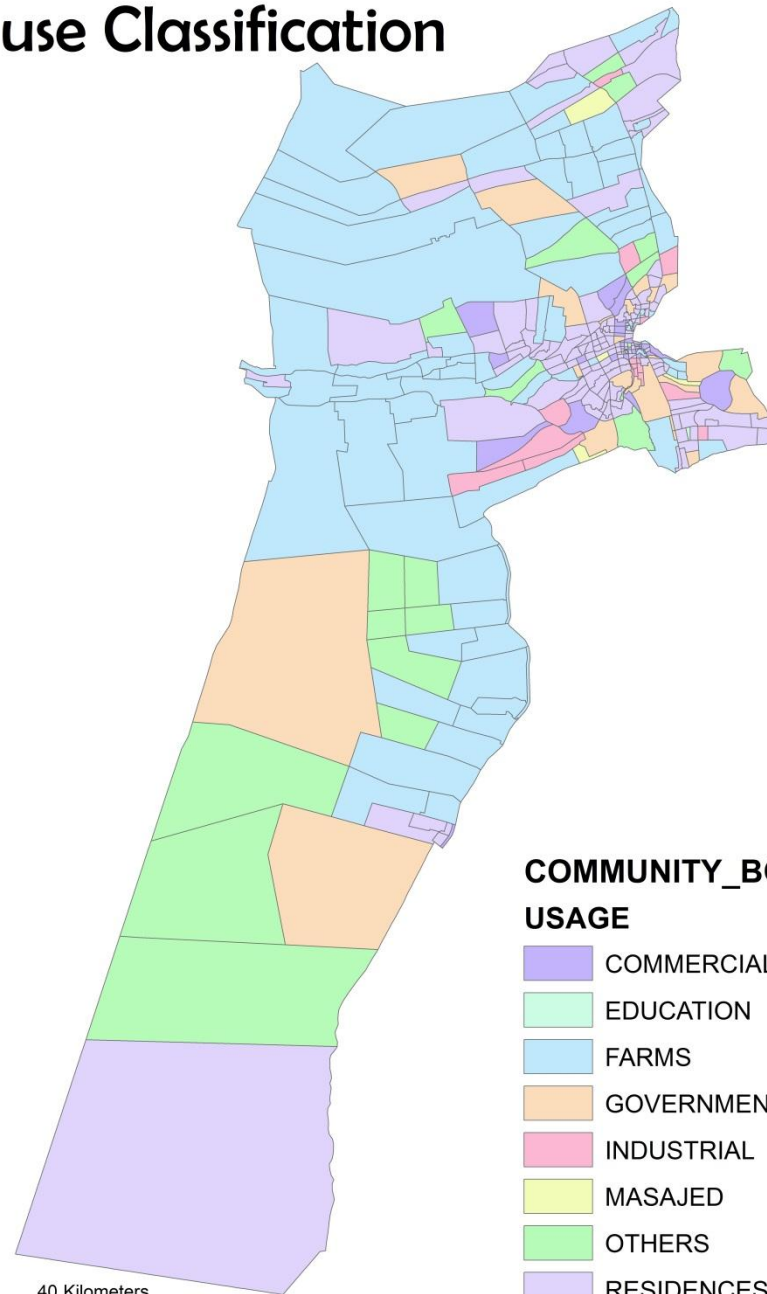 use Classification
COMMUNITY_BO
USAGE
COMMERCIAL
EDUCATION
FARMS
GOVERNMEN
INDUSTRIAL
MASAJED
OTHERS
RESIDENCES
40 Kilometers